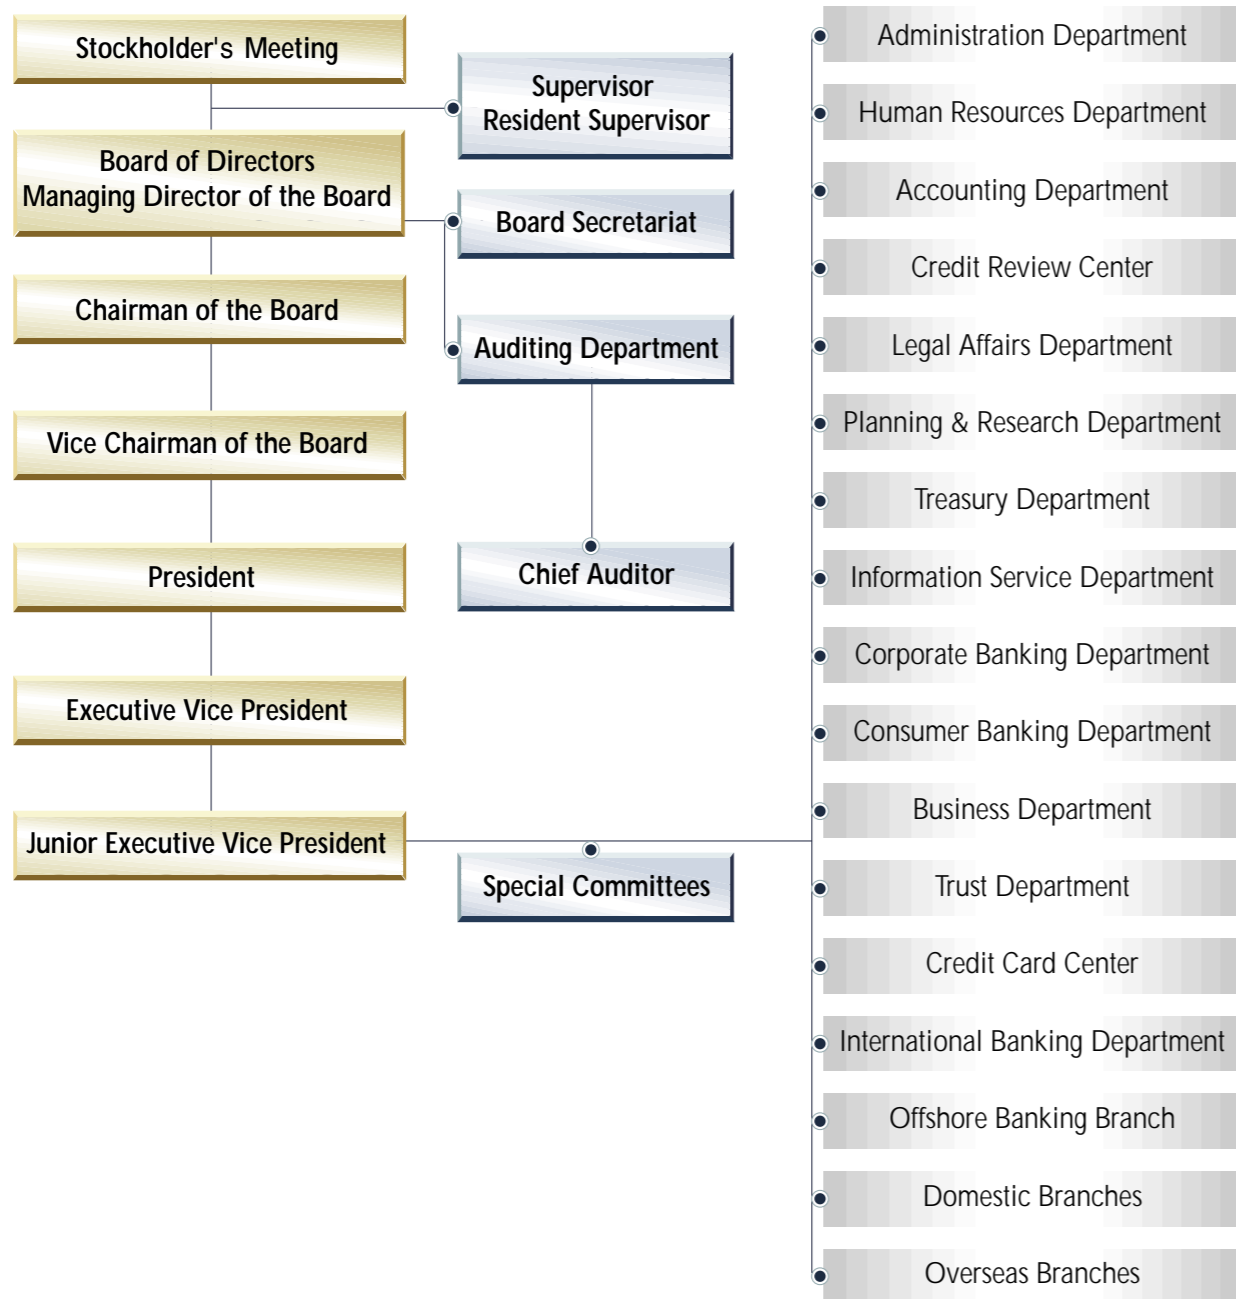 Stockholder's Meeting
Supervisor
Resident Supervisor
Board of Directors
Managing Director of the Board
Board Secretariat
Chairman of the Board
Auditing Department
Vice Chairman of the Board
President
Chief Auditor
Executive Vice President
Junior Executive Vice President
Special Committees
Administration Department
Human Resources Department
Accounting Department
Credit Review Center
Legal Affairs Department
Planning & Research Department
Treasury Department
Information Service Department
Corporate Banking Department
Consumer Banking Department
Business Department
Trust Department
Credit Card Center
International Banking Department
Offshore Banking Branch
Domestic Branches
Overseas Branches